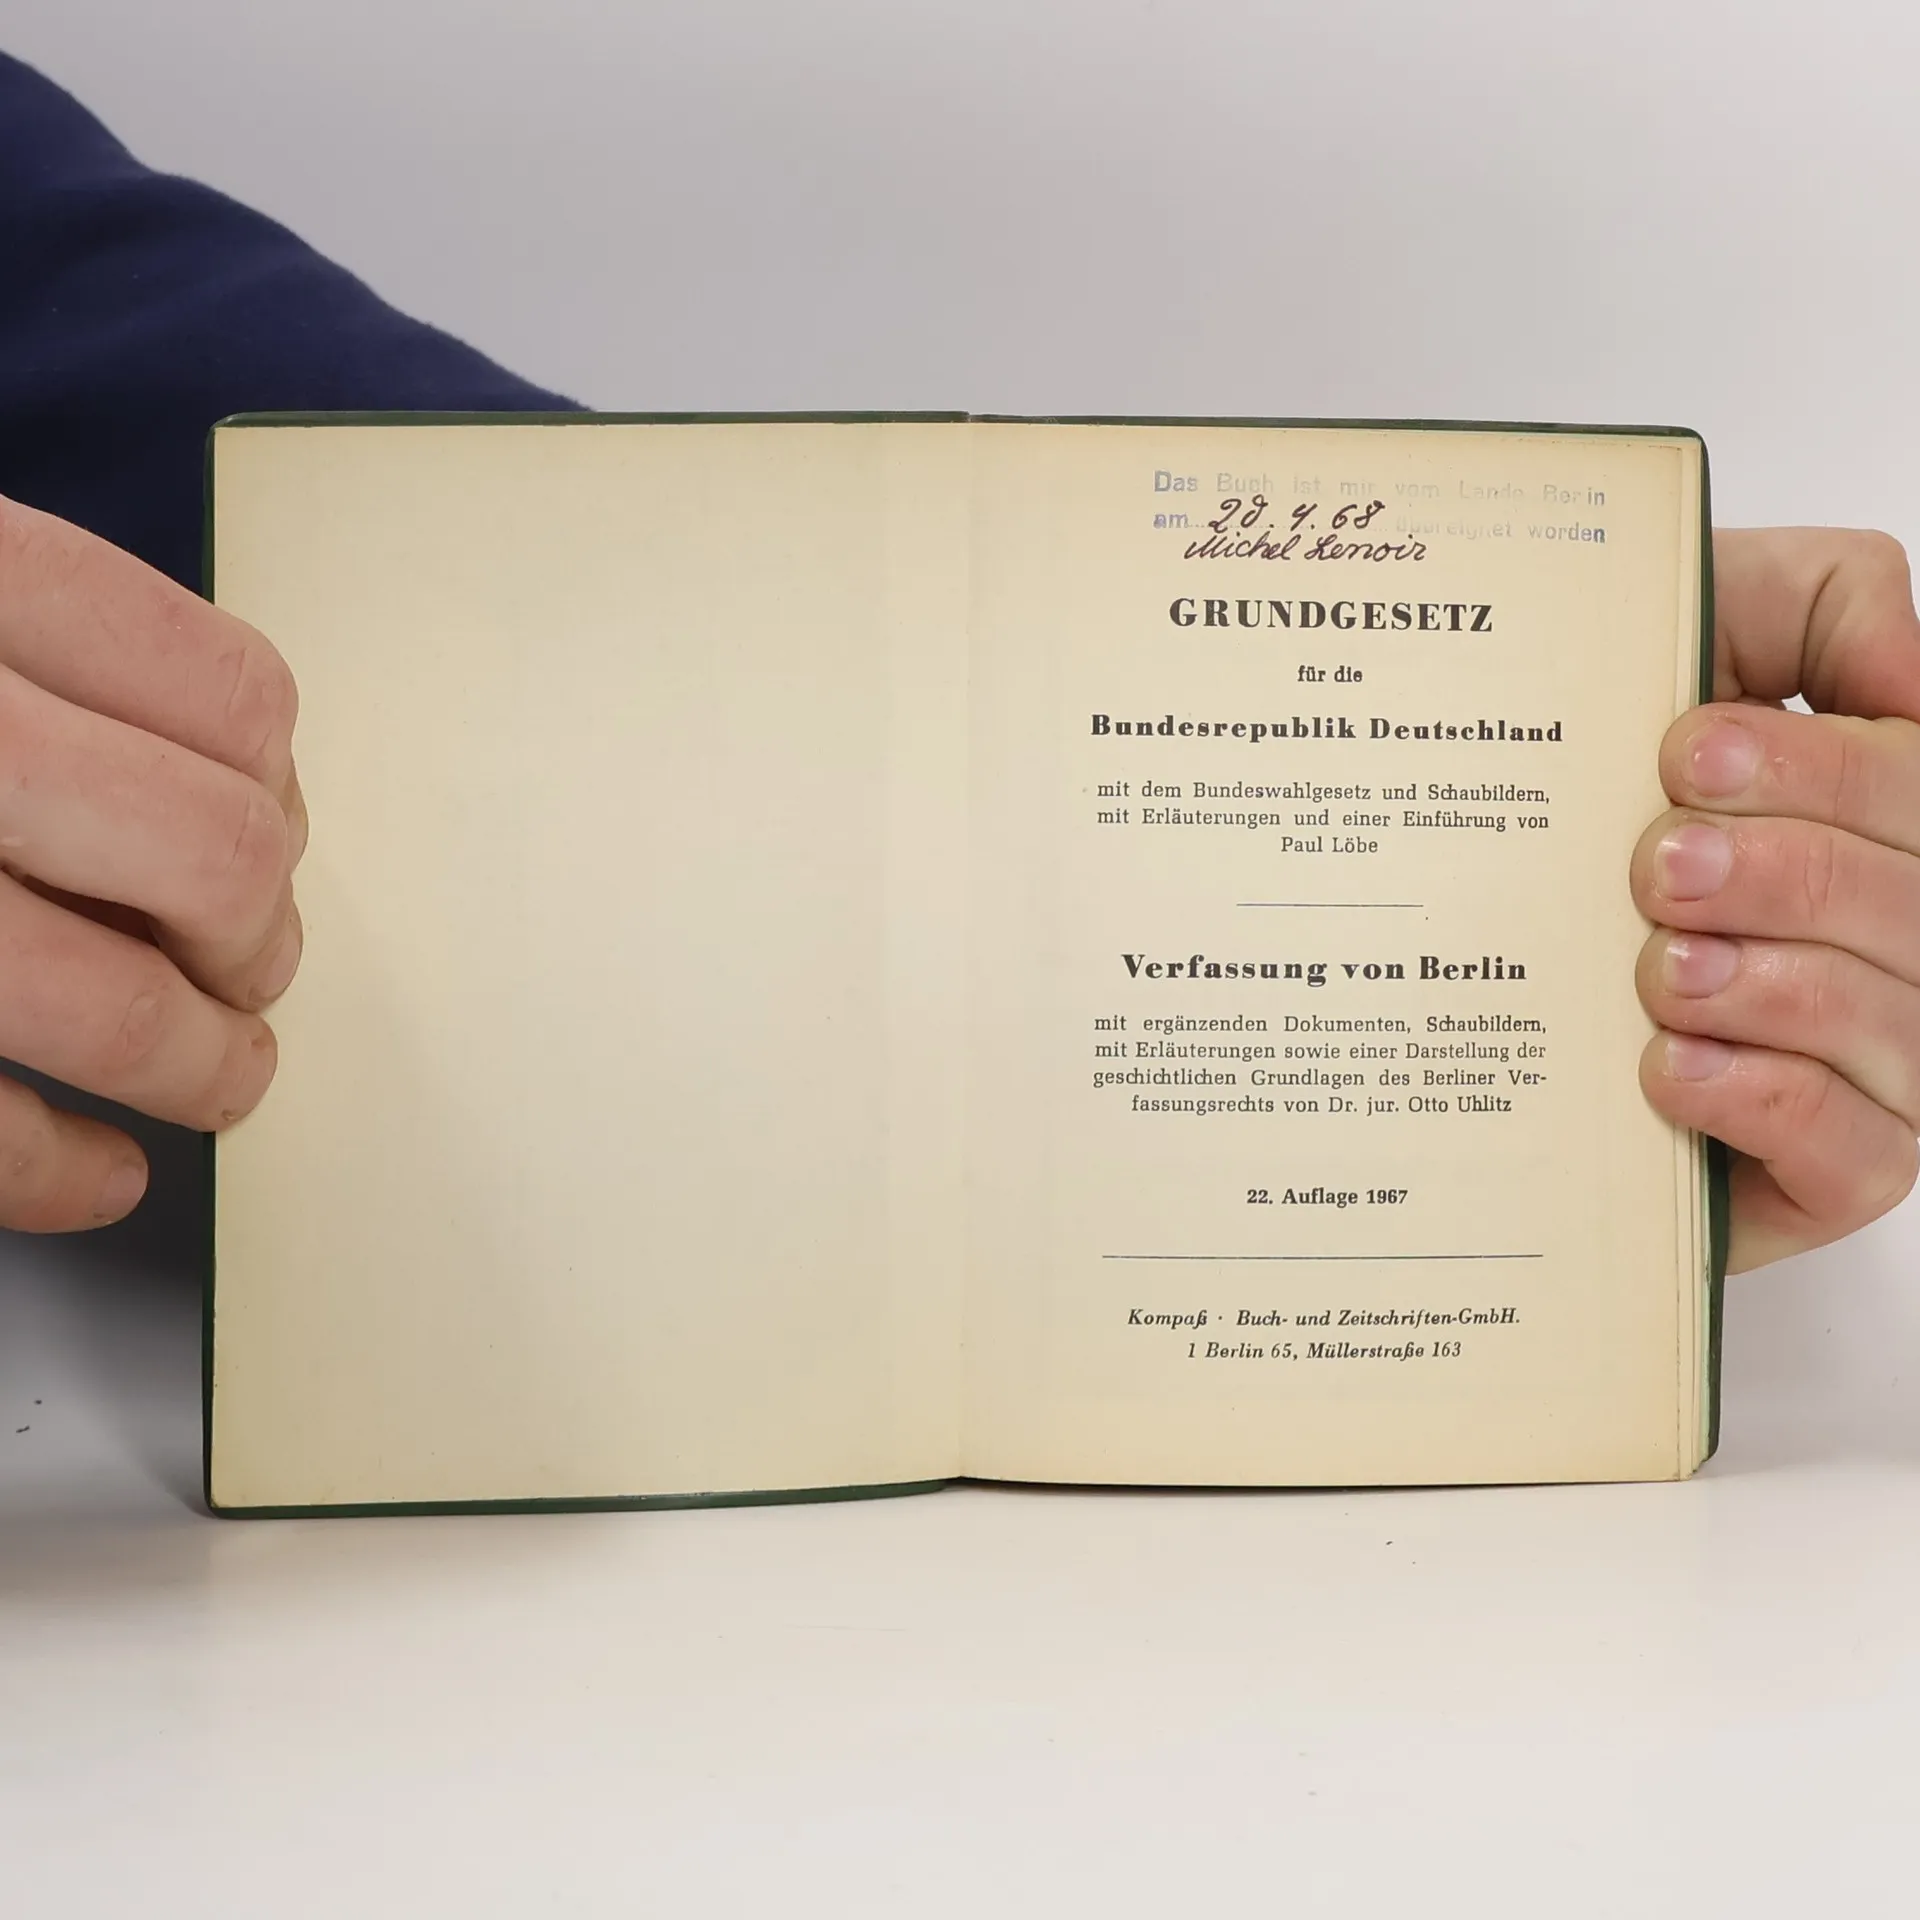 Das Buch ist mir vom Lande Berlin
am 20. 4. 68 übereignet worden
Michel Lenoir
GRUNDGESETZ
für die
Bundesrepublik Deutschland
mit dem Bundeswahlgesetz und Schaubildern,
mit Erläuterungen und einer Einführung von
Paul Löbe
Verfassung von Berlin
mit ergänzenden Dokumenten, Schaubildern,
mit Erläuterungen sowie einer Darstellung der
geschichtlichen Grundlagen des Berliner Ver-
fassungsrechts von Dr. jur. Otto Uhlitz
22. Auflage 1967
Kompaß · Buch- und Zeitschriften-GmbH.
1 Berlin 65, Müllerstraße 163